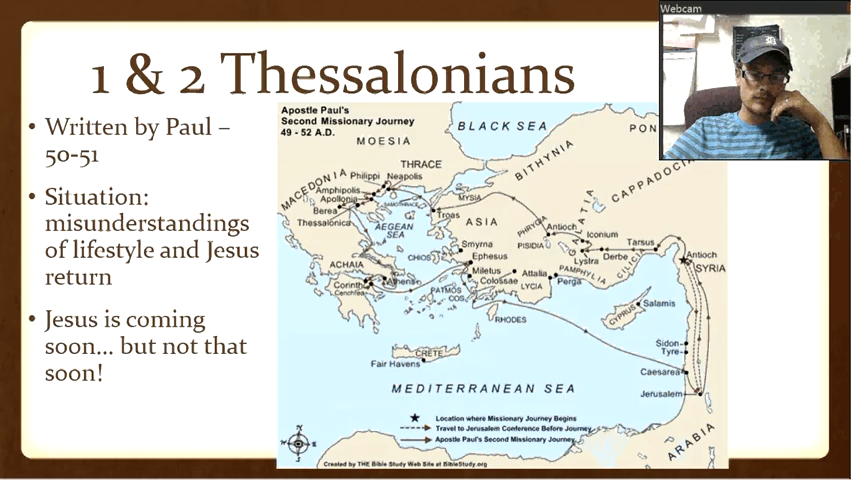 Webcam
1 & 2 Thessalonians
• Written by Paul –
50-51
• Situation:
misunderstandings
of lifestyle and Jesus
return
• Jesus is coming
soon... but not that
soon!
Apostle Paul's
Second Missionary Journey
49 - 52 A.D.
BLACK SEA
PON
MOESIA
THRACE
BITHYNIA
CAPPADOCIA
MACEDONIA
Philippi
Neapolis
Amphipolis
Apollonia
SAMOTHRACE
Berea
Thessalonica
Troas
MYSIA
ASIA
AEGEAN
SEA
PHRYGIA
GALATIA
Antioch
PISIDIA
Iconium
Lystra
Derbe
Tarsus
CILICIA
Antioch
SYRIA
Smyrna
Ephesus
CHIOS
ACHAIA
Athens
Corinth
Cenchrea
Miletus
Colossae
Attalia
PAMPHYLIA
Perga
LYCIA
PATMOS
COS
RHODES
Salamis
CYPRUS
CRETE
Fair Havens
Sidon
Tyre
Caesarea
Jerusalem
MEDITERRANEAN SEA
ARABIA
Location where Missionary Journey Begins
Travel to Jerusalem Conference Before Journey
Apostle Paul's Second Missionary Journey
Created by THE Bible Study Web Site at BibleStudy.org